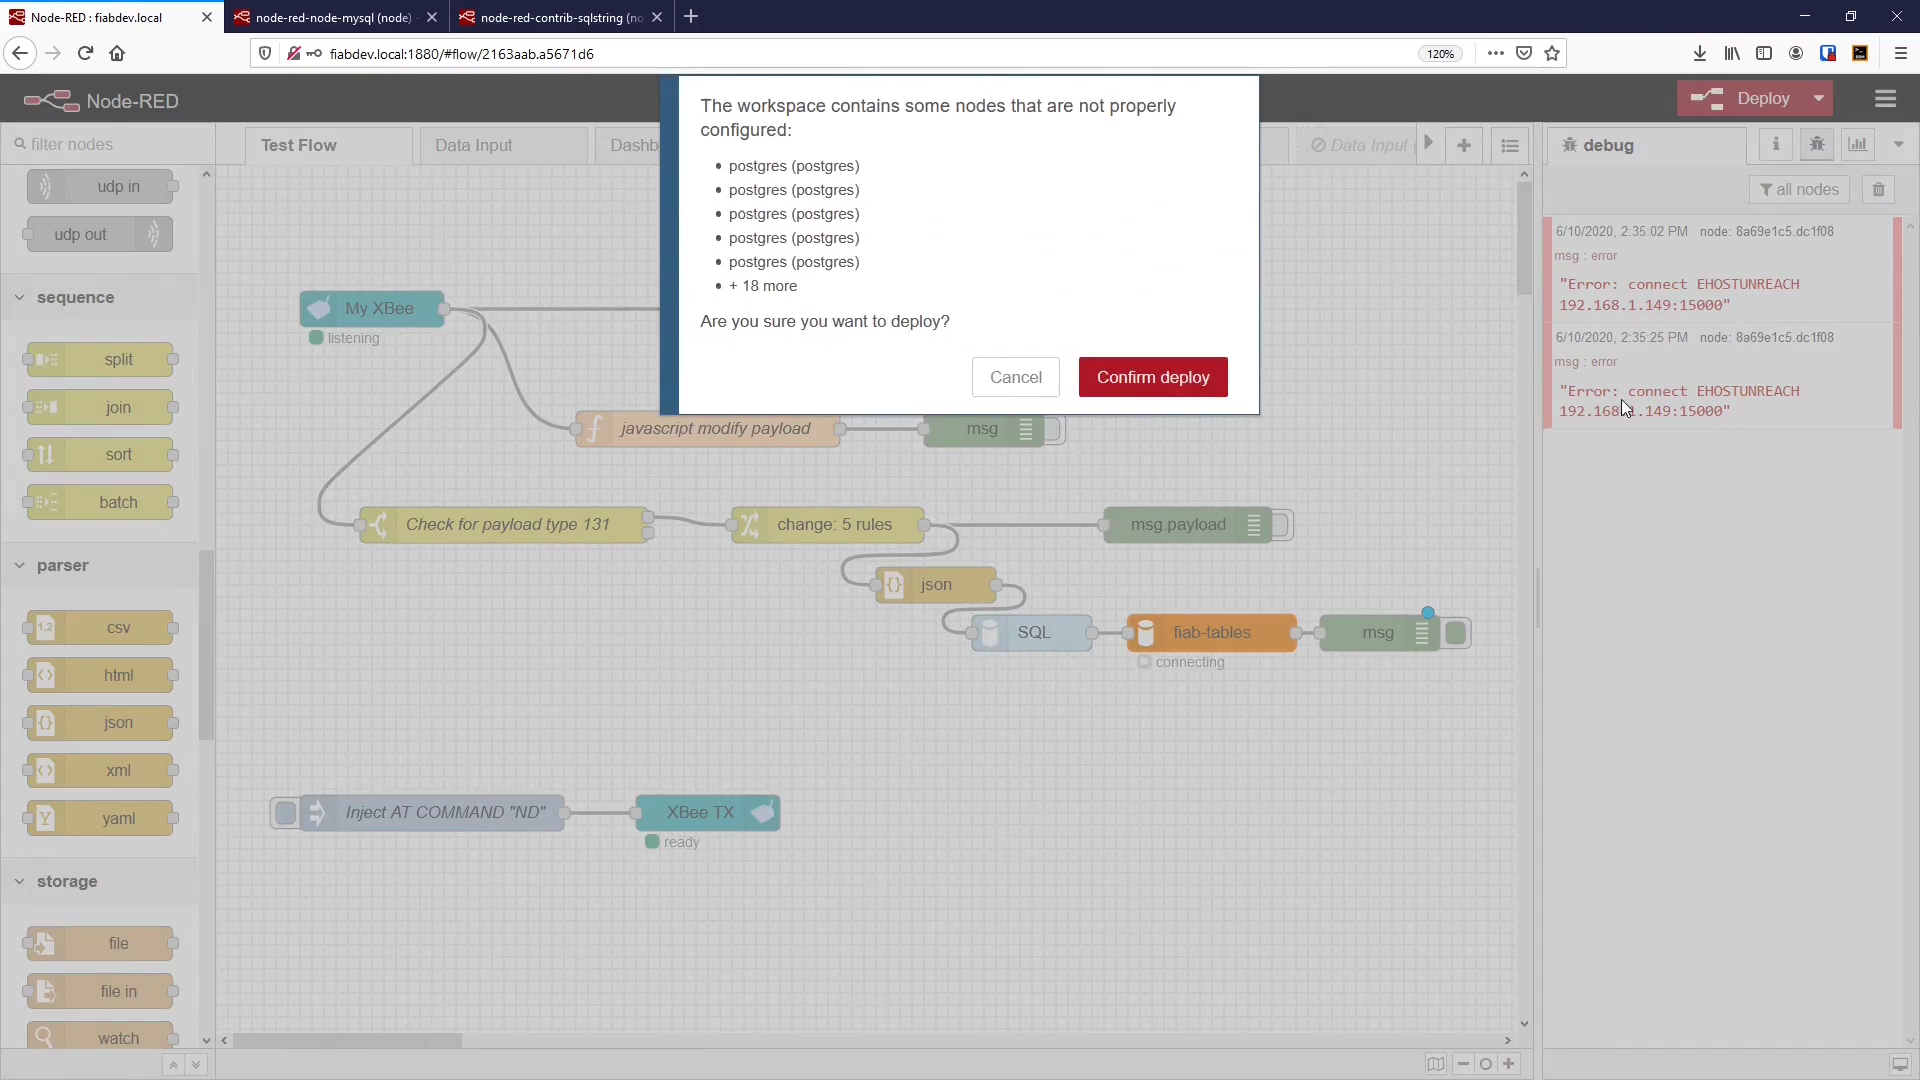 Node-RED : fiabdev.local
node-red-node-mysql (node)
node-red-contrib-sqlstring (no
fiabdev.local:1880/#flow/2163aab.a5671d6
120%
Node-RED
Deploy
The workspace contains some nodes that are not properly
configured:
postgres (postgres)
postgres (postgres)
postgres (postgres)
postgres (postgres)
postgres (postgres)
+ 18 more
Are you sure you want to deploy?
Cancel
Confirm deploy
filter nodes
Test Flow
Data Input
Dashb
Data Input (
debug
i
all nodes
udp in
udp out
sequence
split
join
sort
batch
parser
csv
html
json
xml
yaml
storage
file
file in
watch
My XBee
listening
javascript modify payload
msg
Check for payload type 131
change: 5 rules
msg.payload
json
SQL
fiab-tables
connecting
msg
Inject AT COMMAND "ND"
XBee TX
ready
6/10/2020, 2:35:02 PM node: 8a69e1c5.dc1f08
msg : error
"Error: connect EHOSTUNREACH
192.168.1.149:15000"
6/10/2020, 2:35:25 PM node: 8a69e1c5.dc1f08
msg : error
"Error: connect EHOSTUNREACH
192.168.1.149:15000"